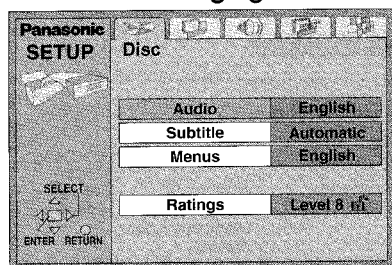 Panasonic
SETUP
Disc
Audio English
Subtitle Automatic
Menus English
Ratings Level 8
SELECT
ENTER RETURN